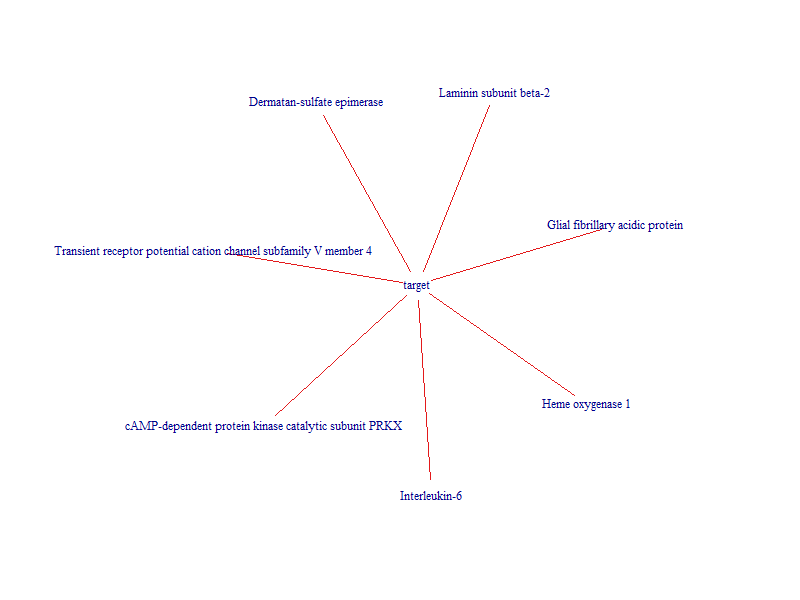 Laminin subunit beta-2
Dermatan-sulfate epimerase
Glial fibrillary acidic protein
Transient receptor potential cation channel subfamily V member 4
target
Heme oxygenase 1
cAMP-dependent protein kinase catalytic subunit PRKX
Interleukin-6